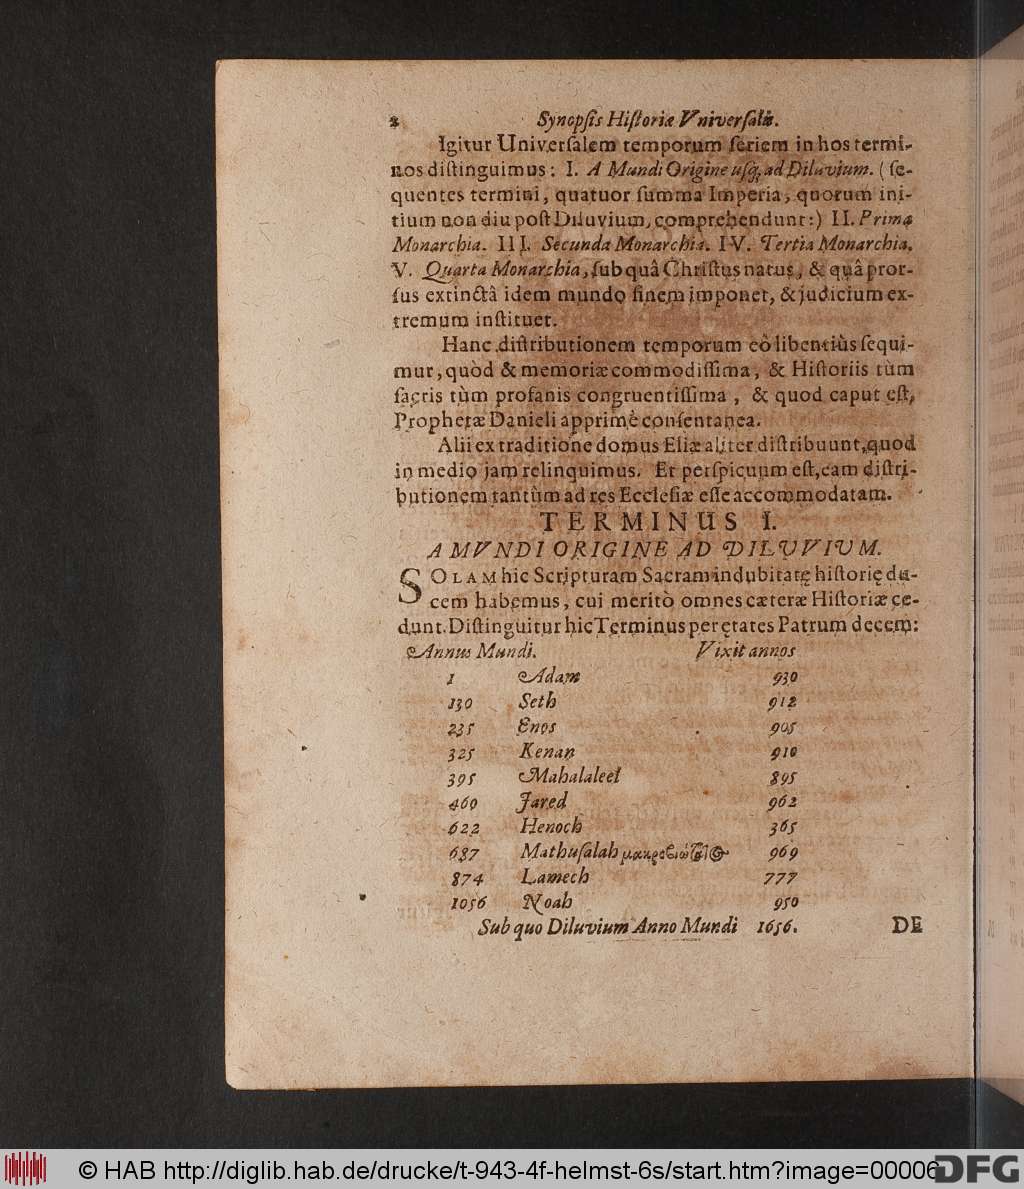 2 Synopſis Hiſtoriæ Vniverſalis.
Igitur Univerſalem temporum ſeriem in hos termi-
nos diſtinguimus: I. A Mundi Origine uſq; ad Diluvium. (ſe-
quentes termini, quatuor ſumma Imperia, quorum ini-
tium non diu poſt Diluvium, comprehendunt:) II. Prima
Monarchia. III. Secunda Monarchia. IV. Tertia Monarchia.
V. Quarta Monarchia, ſub quâ Chriſtus natus, & quâ pror-
ſus extinctâ idem mundo finem imponet, & judicium ex-
tremum inſtituet.
Hanc diſtributionem temporum eò libentiùs ſequi-
mur, quòd & memoriæ commodiſſima, & Hiſtoriis tùm
ſacris tùm profanis congruentiſſima, & quod caput eſt,
Prophetæ Danieli apprimè conſentanea.
Alii ex traditione domus Eliæ aliter diſtribuunt, quod
in medio jam relinquimus. Et perſpicuum eſt, eam diſtri-
butionem tantùm ad res Eccleſiæ eſſe accommodatam.
TERMINUS I.
A MVNDI ORIGINE AD DILUVIUM.
SOLAM hic Scripturam Sacram indubitatę hiſtorię du-
cem habemus, cui meritò omnes cæteræ Hiſtoriæ ce-
dunt. Diſtinguitur hic Terminus per ętates Patrum decem:
Annus Mundi. Vixit annos
1 Adam 930
130 Seth 912
235 Enos 905
325 Kenan 910
395 Mahalaleel 895
460 Jared 962
622 Henoch 365
687 Mathuſalah μακροβιώτατος 969
874 Lamech 777
1056 Noah 950
Sub quo Diluvium Anno Mundi 1656.
DE
© HAB http://diglib.hab.de/drucke/t-943-4f-helmst-6s/start.htm?image=00006
DFG